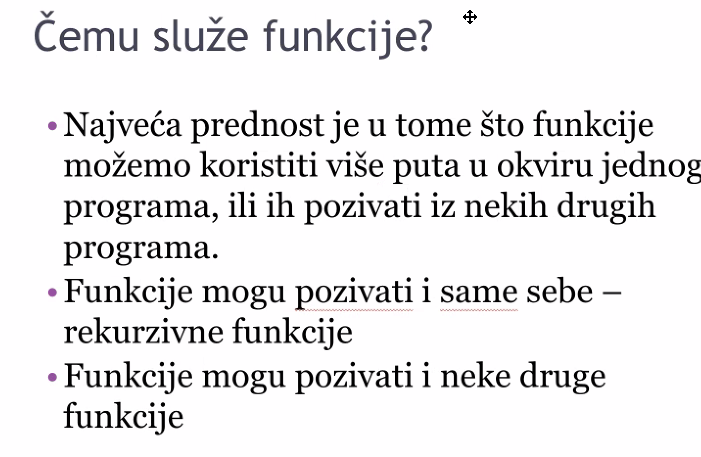 Čemu služe funkcije?
•Najveća prednost je u tome što funkcije
možemo koristiti više puta u okviru jednog
programa, ili ih pozivati iz nekih drugih
programa.
•Funkcije mogu pozivati i same sebe –
rekurzivne funkcije
•Funkcije mogu pozivati i neke druge
funkcije